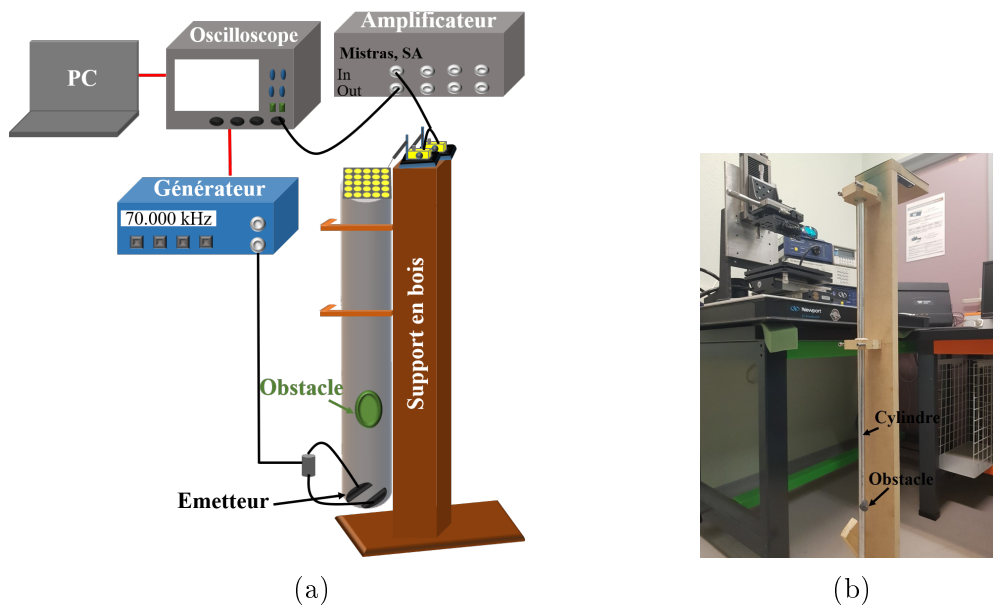 Amplificateur
Oscilloscope
Mistras, SA
In
Out
PC
Générateur
70.000 kHz
Support en bois
Obstacle
Emetteur
(a)
Newport
Cylindre
Obstacle
(b)